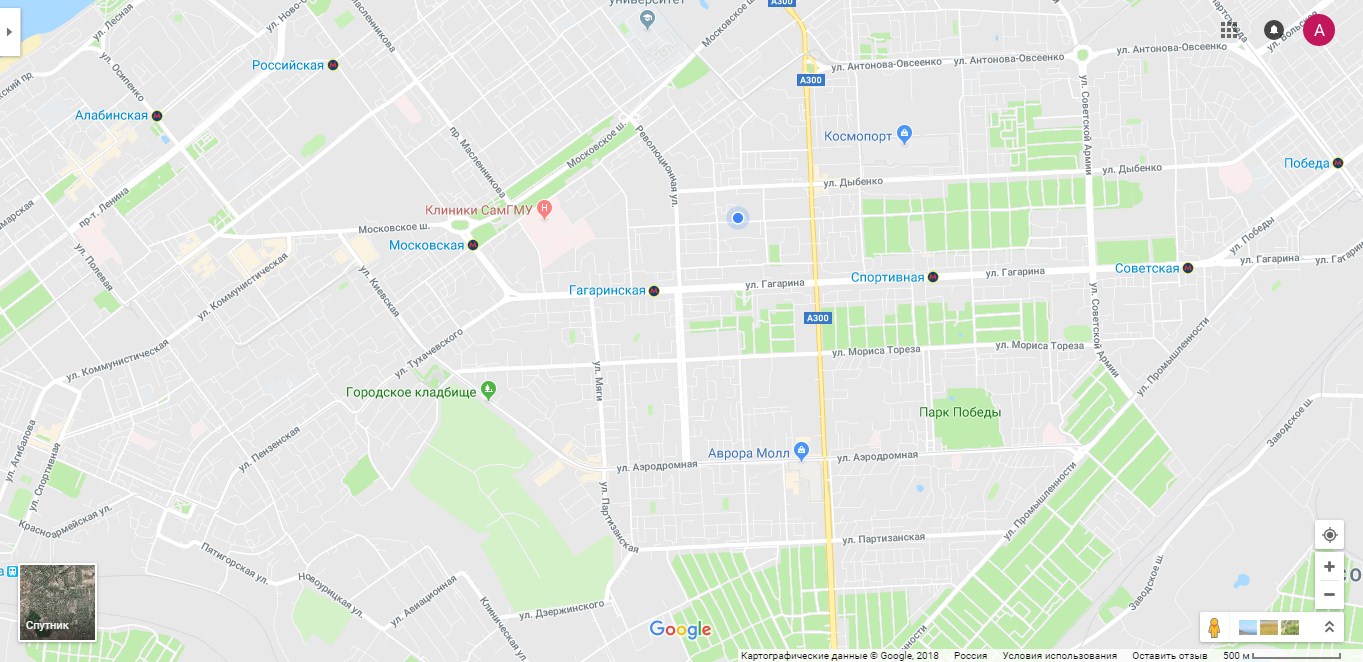 университет
A300
ул. Лесная
ул. Ново-Са
пр. Масленникова
Московское ш.
A
ул. Антонова-Овсеенко
ул. Антонова-Овсеенко
ул. Вольск
Российская
ул. Осипенко
A300
ул. Советской Армии
Алабинская
Московское ш.
Революционная ул.
Космопорт
Победа
ул. Дыбенко
ул. Дыбенко
пр-т. Ленина
Клиники СамГМУ
Московское ш.
Московская
ул. Полевая
ул. Победы
ул. Гагарина
ул. Гагарина
Советская
Спортивная
ул. Гагарина
ул. Гагарина
Гагаринская
ул. Киевская
ул. Коммунистическая
A300
ул. Советской Армии
ул. Промышленности
ул. Тухачевского
ул. Мориса Тореза
ул. Мориса Тореза
ул. Коммунистическая
ул. Мяги
Городское кладбище
Парк Победы
Заводское ш.
ул. Агибалова
ул. Спортивная
ул. Пензенская
Аврора Молл
ул. Аэродромная
ул. Аэродромная
ул. Партизанская
ул. Промышленности
Красноармейская ул.
ул. Партизанская
Пятигорская ул.
Новоурицкая ул.
ул. Авиационная
Клиническая ул.
ул. Дзержинского
Заводское ш.
Спутник
Google
Картографические данные © Google, 2018 Россия Условия использования Оставить отзыв 500 м